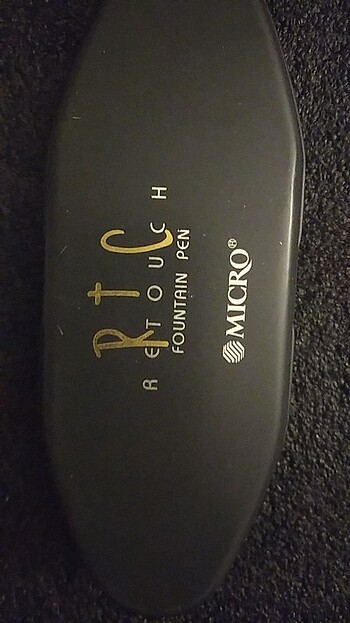 RTC
RETOUCH
FOUNTAIN PEN
MICRO®